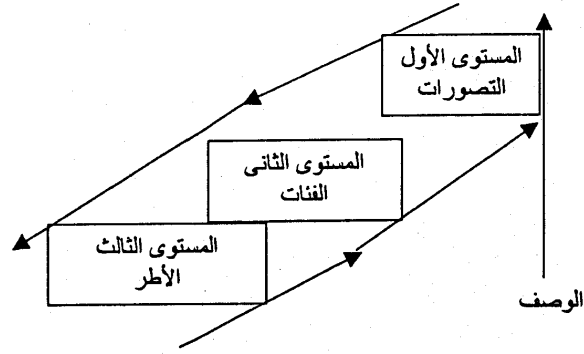 المستوى الأول
التصورات
المستوى الثانى
الفئات
المستوى الثالث
الأطر
الوصف